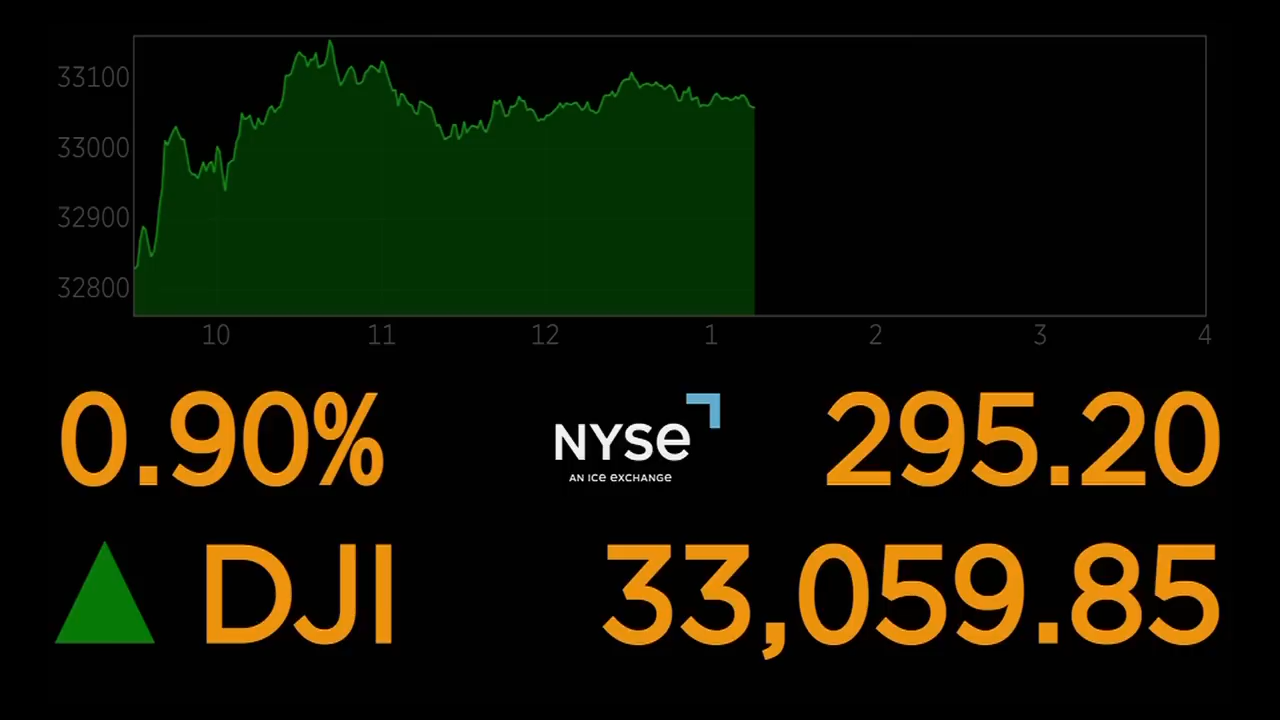 33100
33000
32900
32800
10 11 12 1 2 3 4
0.90% NYSE 295.20
AN ICE EXCHANGE
DJI 33,059.85